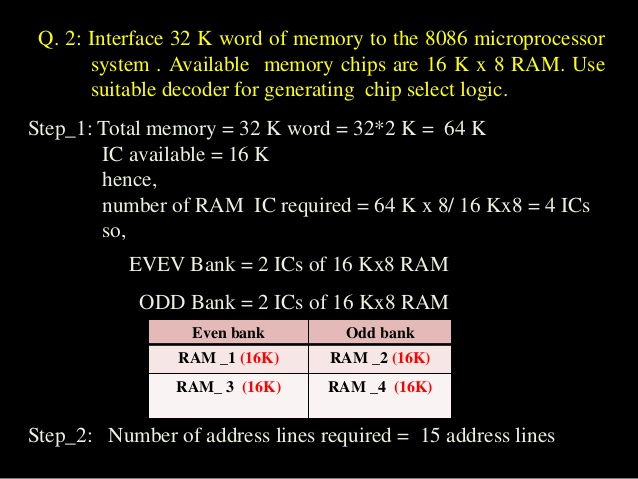 Q. 2: Interface 32 K word of memory to the 8086 microprocessor
system . Available memory chips are 16 K x 8 RAM. Use
suitable decoder for generating chip select logic.
Step_1: Total memory = 32 K word = 32*2 K = 64 K
IC available = 16 K
hence,
number of RAM IC required = 64 K x 8/ 16 Kx8 = 4 ICs
so,
EVEV Bank = 2 ICs of 16 Kx8 RAM
ODD Bank = 2 ICs of 16 Kx8 RAM
Even bank Odd bank
RAM _1 (16K) RAM _2 (16K)
RAM_ 3 (16K) RAM _4 (16K)
Step_2: Number of address lines required = 15 address lines